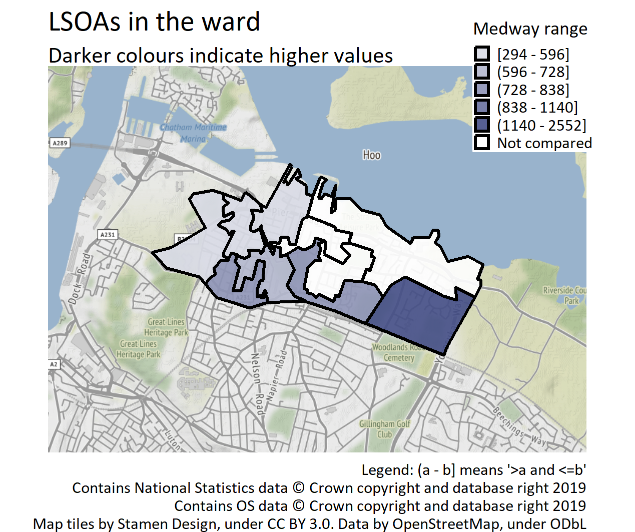 LSOAs in the ward
Darker colours indicate higher values
Medway range
[294 - 596]
(596 - 728]
(728 - 838]
(838 - 1140]
(1140 - 2552]
Not compared
Chatham Maritime
Marina
A289
Hoo
A231
Dock Road
Riverside Cou
Park
Great Lines
Heritage Park
Great Lines
Heritage Park
Woodlands Ro
Cemetery
A2
Nelson Road
Napier Road
Beechings Way
Gillingham Golf
Club
Legend: (a - b] means '>a and <=b'
Contains National Statistics data © Crown copyright and database right 2019
Contains OS data © Crown copyright and database right 2019
Map tiles by Stamen Design, under CC BY 3.0. Data by OpenStreetMap, under ODbL